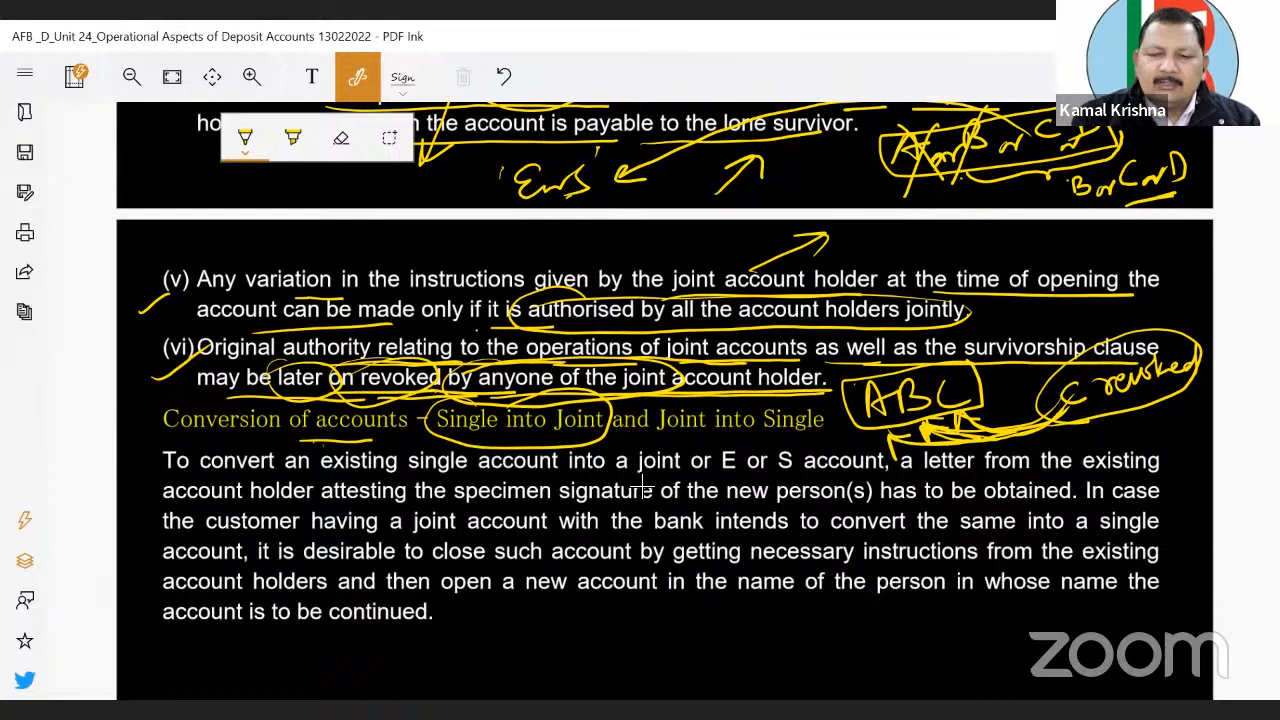 AFB _D_Unit 24_Operational Aspects of Deposit Accounts 13022022 - PDF Ink
Kamal Krishna
T
Sign
ho
n the account is payable to the lone survivor.
'EorS'
A or B or C or D
B or C or D
(v) Any variation in the instructions given by the joint account holder at the time of opening the
account can be made only if it is authorised by all the account holders jointly.
(vi) Original authority relating to the operations of joint accounts as well as the survivorship clause
may be later on revoked by anyone of the joint account holder.
ABC
C revoked
Conversion of accounts - Single into Joint and Joint into Single
To convert an existing single account into a joint or E or S account, a letter from the existing
account holder attesting the specimen signature of the new person(s) has to be obtained. In case
the customer having a joint account with the bank intends to convert the same into a single
account, it is desirable to close such account by getting necessary instructions from the existing
account holders and then open a new account in the name of the person in whose name the
account is to be continued.
zoom